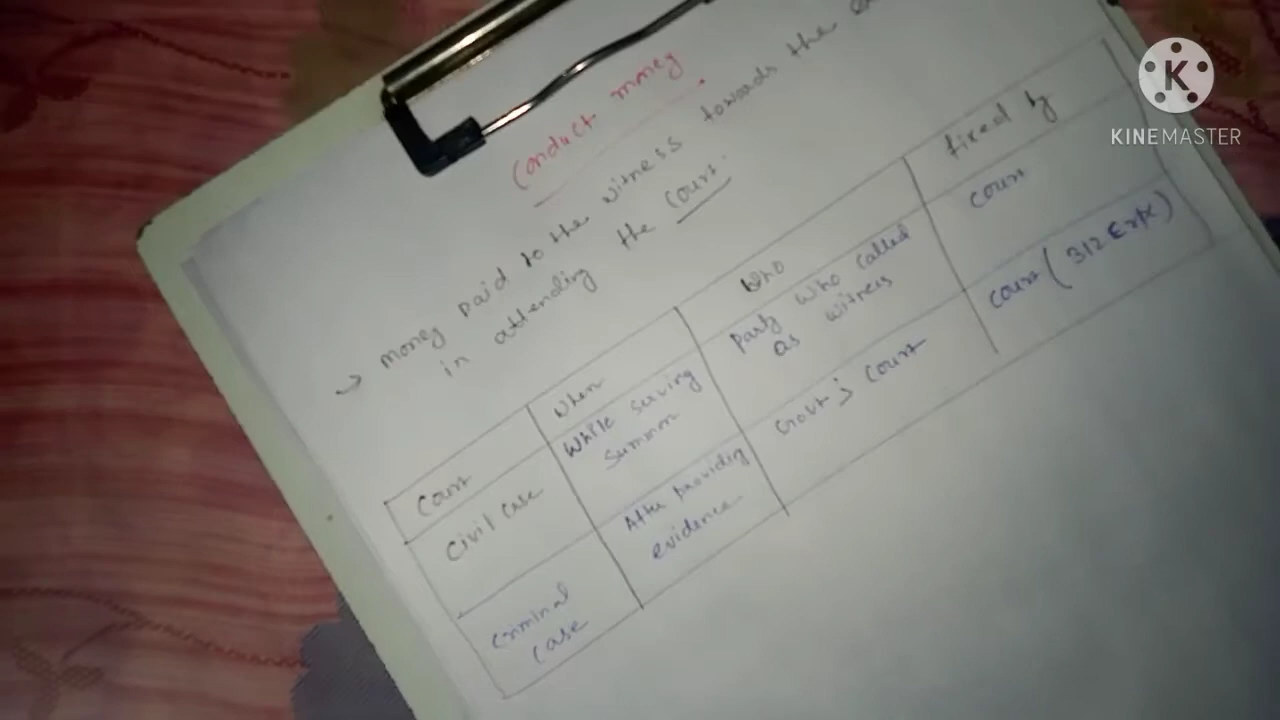 Conduct money
→ money paid to the witness towards the
in attending the court.
Court | When | Who | fixed by
Civil case | While serving summon | Party who called as witness | Court
Criminal case | After providing evidence | Govt; Court | Court (312 CrPC)
KINEMASTER